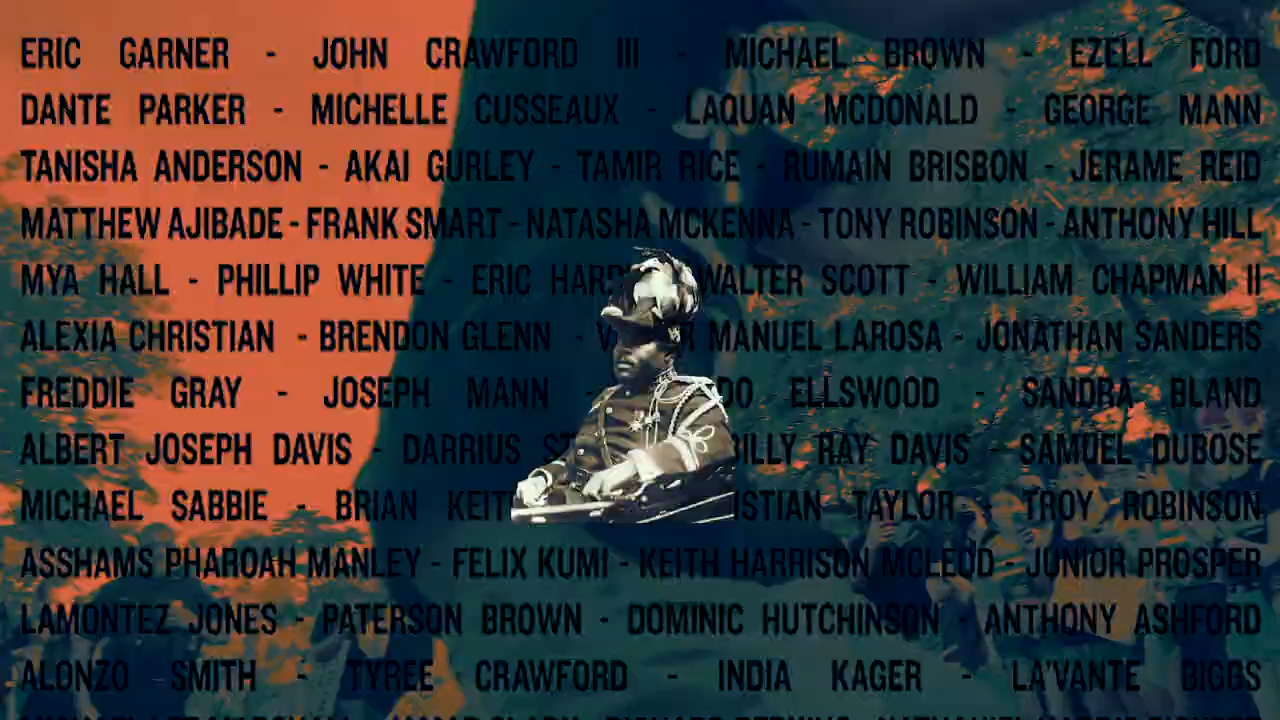 ERIC GARNER - JOHN CRAWFORD III - MICHAEL BROWN - EZELL FORD
DANTE PARKER - MICHELLE CUSSEAUX - LAQUAN MCDONALD - GEORGE MANN
TANISHA ANDERSON - AKAI GURLEY - TAMIR RICE - RUMAIN BRISBON - JERAME REID
MATTHEW AJIBADE - FRANK SMART - NATASHA MCKENNA - TONY ROBINSON - ANTHONY HILL
MYA HALL - PHILLIP WHITE - ERIC WALTER SCOTT - WILLIAM CHAPMAN II
ALEXIA CHRISTIAN - BRENDON GLENN - MANUEL LAROSA - JONATHAN SANDERS
FREDDIE GRAY - JOSEPH MANN - ELLSWOOD - SANDRA BLAND
ALBERT JOSEPH DAVIS - DARRIUS RAY DAVIS - SAMUEL DUBOSE
MICHAEL SABBIE - BRIAN TAYLOR - TROY ROBINSON
ASSHAMS PHAROAH MANLEY - FELIX KUMI - KEITH HARRISON MCLEOD - JUNIOR PROSPER
LAMONTEZ JONES - PATERSON BROWN - DOMINIC HUTCHINSON - ANTHONY ASHFORD
ALONZO SMITH - TYREE CRAWFORD - INDIA KAGER - LA'VANTE BIGGS